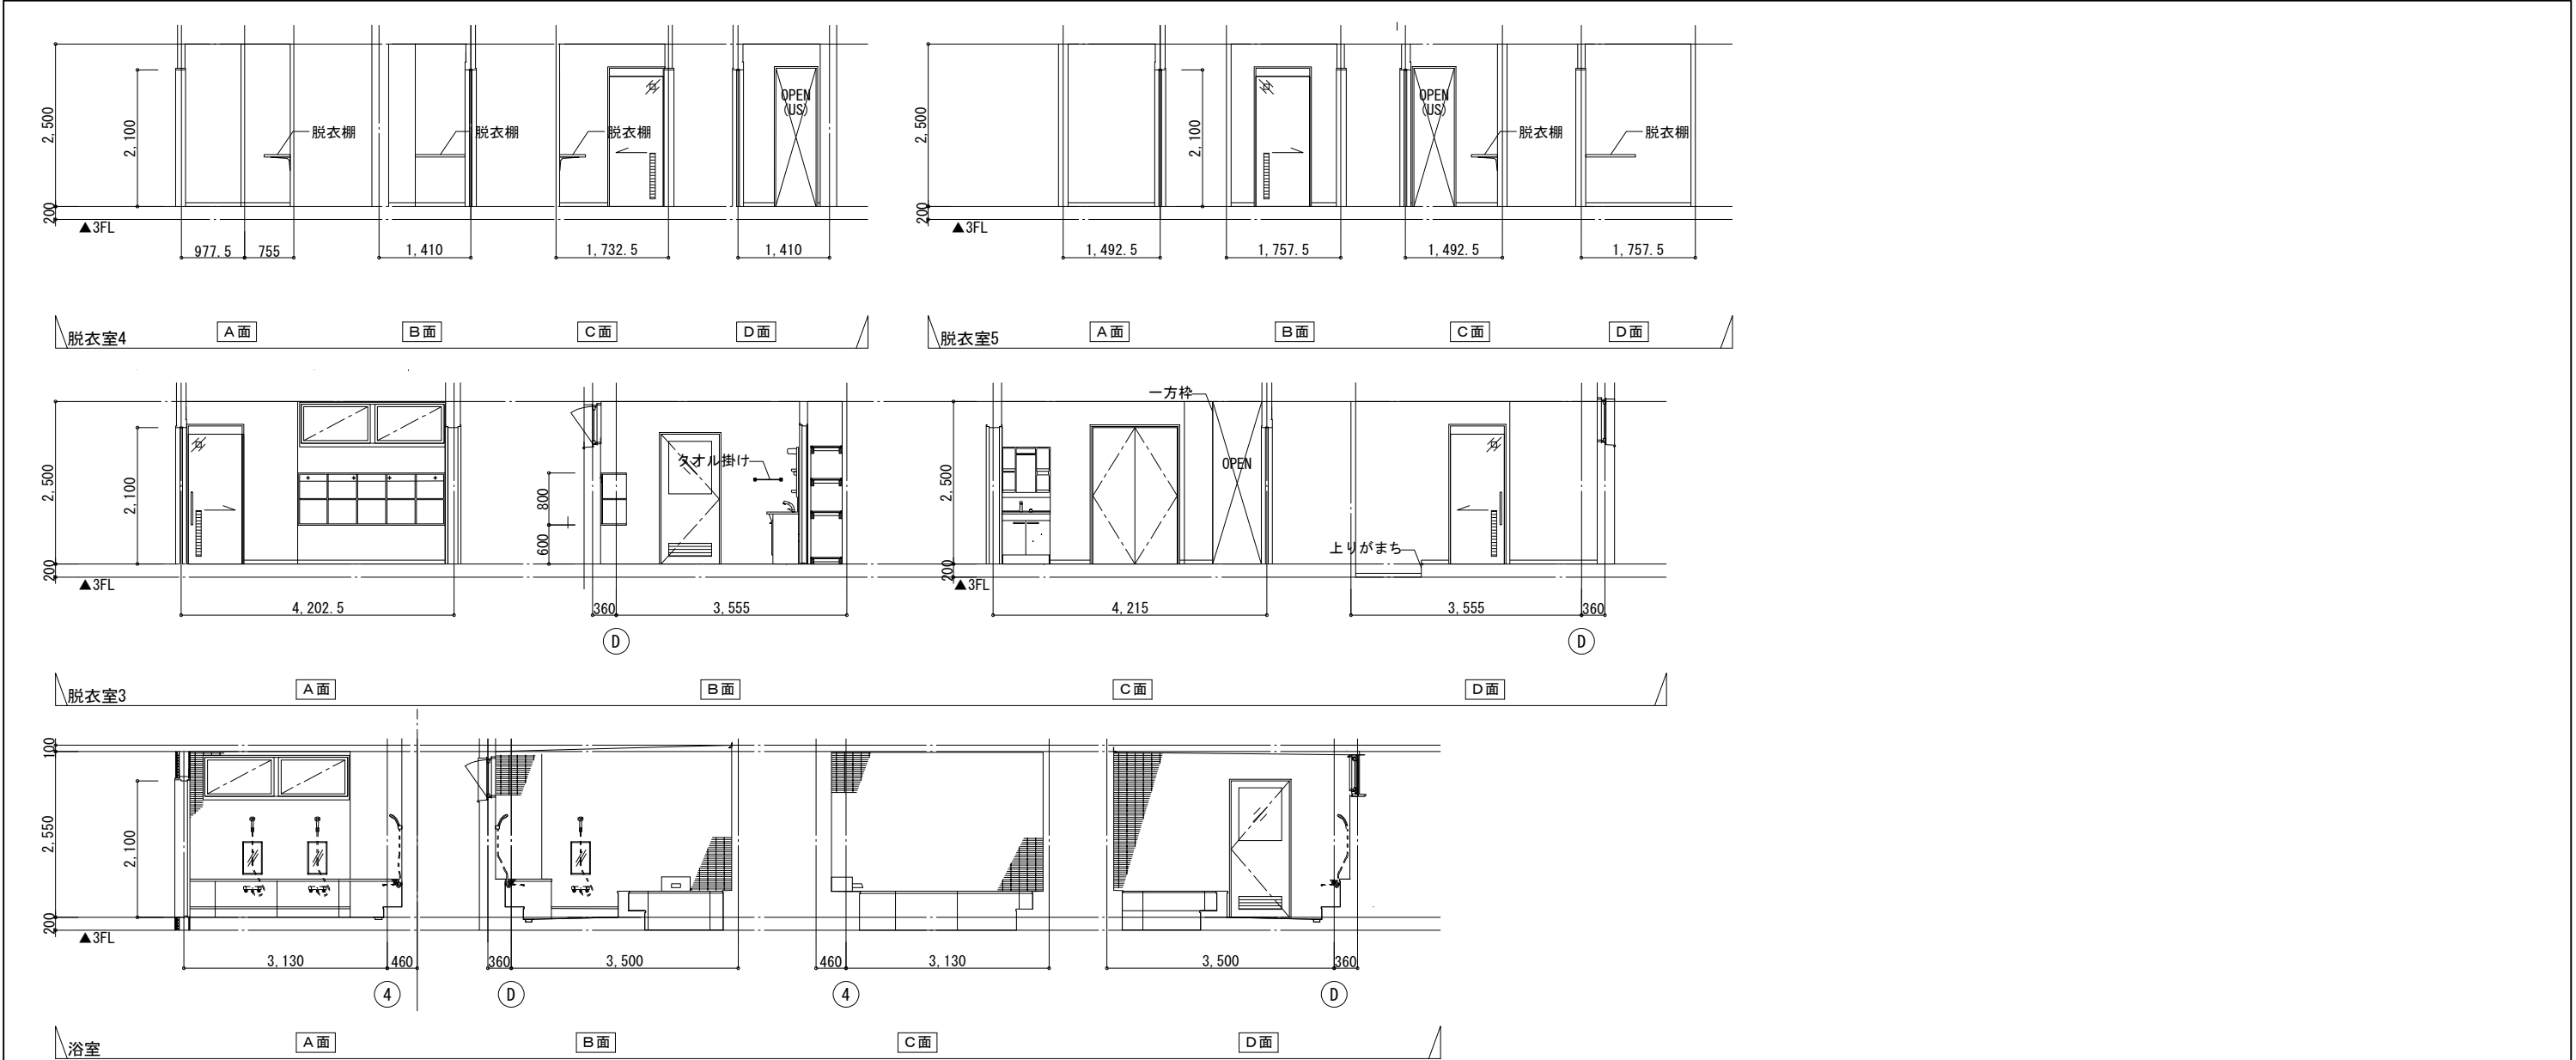 2,500
2,100
200
▲3FL
脱衣棚
脱衣棚
脱衣棚
OPEN
(US)
977.5
755
1,410
1,732.5
1,410
脱衣室4
A面
B面
C面
D面
2,500
2,100
200
▲3FL
OPEN
(US)
脱衣棚
脱衣棚
1,492.5
1,757.5
1,492.5
1,757.5
脱衣室5
A面
B面
C面
D面
2,500
2,100
200
▲3FL
4,202.5
800
600
タオル掛け
360
3,555
D
2,500
200
▲3FL
一方枠
OPEN
4,215
上りがまち
3,555
360
D
脱衣室3
A面
B面
C面
D面
100
2,550
2,100
200
▲3FL
3,130
460
4
360
3,500
D
460
3,130
4
3,500
360
D
浴室
A面
B面
C面
D面